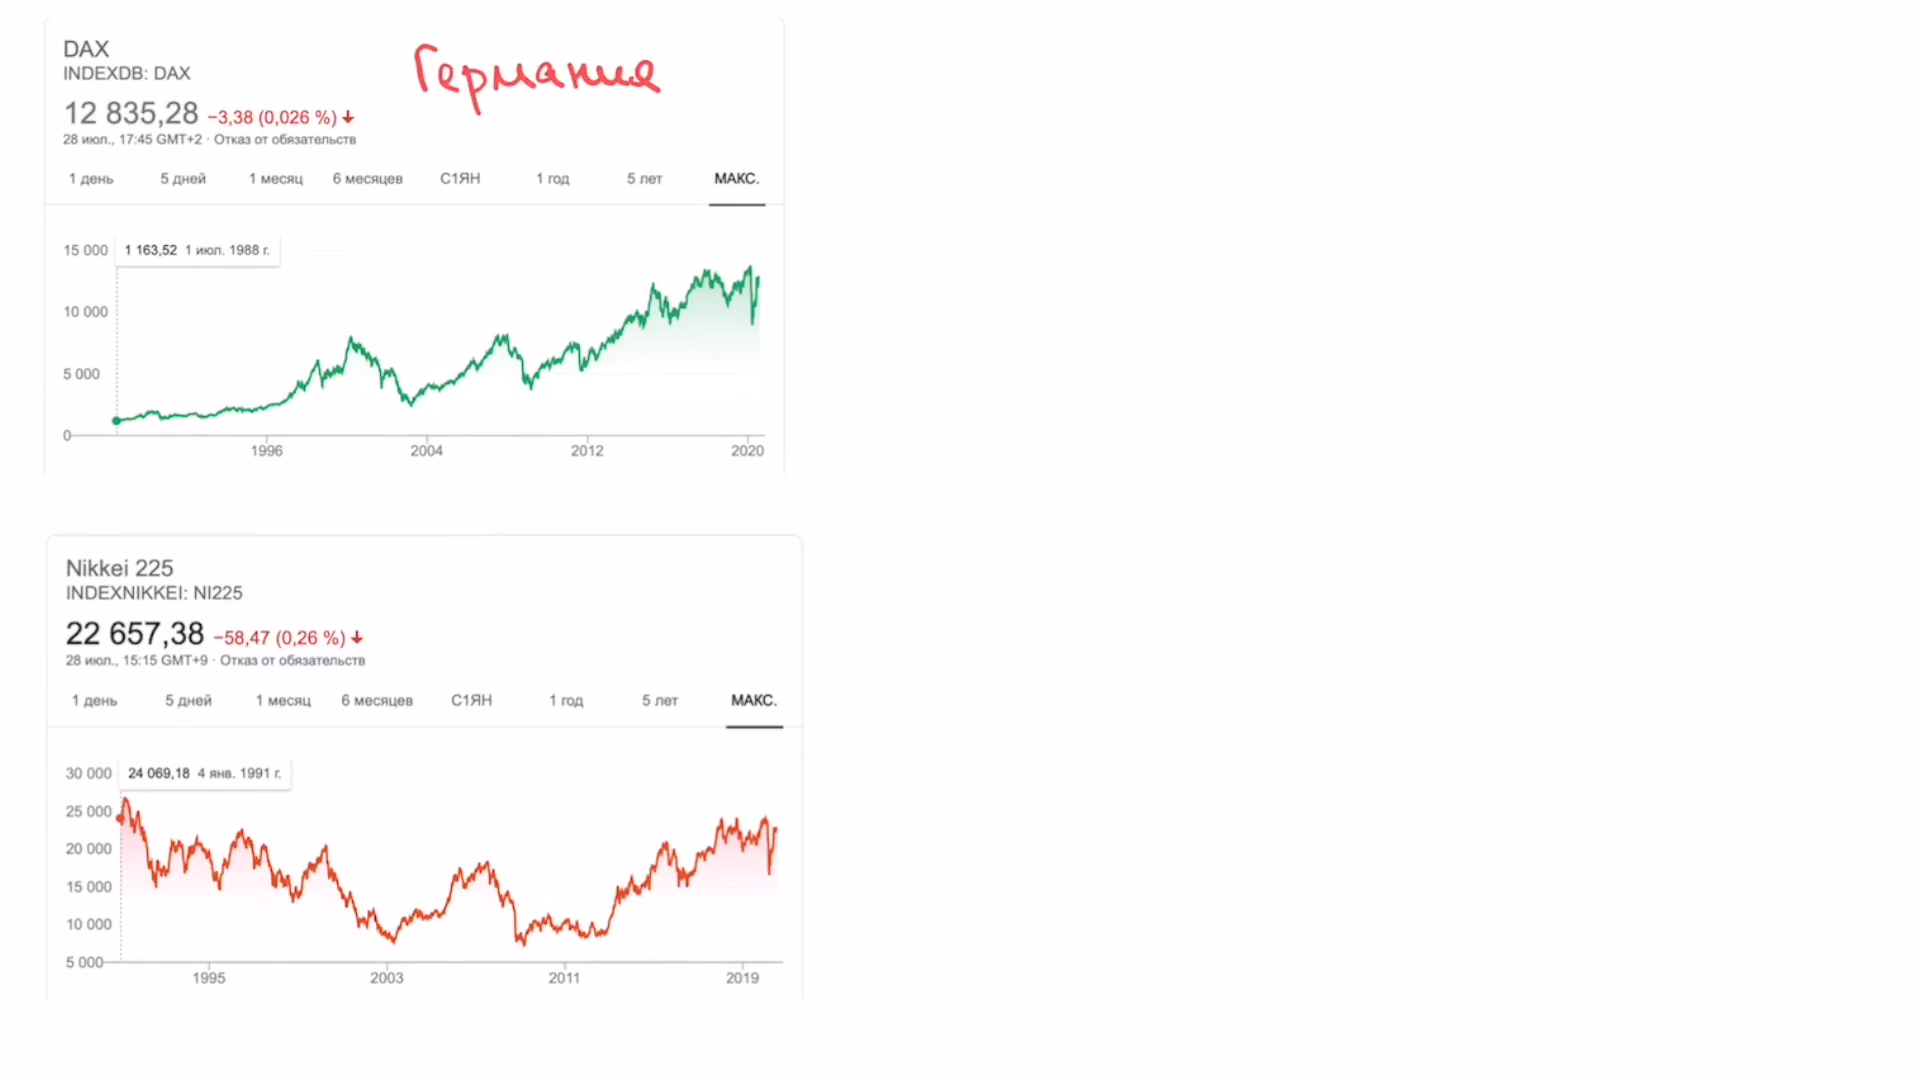 DAX
Германия
INDEXDB: DAX
12 835,28 −3,38 (0,026 %)
28 июл., 17:45 GMT+2 · Отказ от обязательств
1 день 5 дней 1 месяц 6 месяцев С1ЯН 1 год 5 лет МАКС.
15 000 1 163,52 1 июл. 1988 г.
10 000
5 000
0
1996 2004 2012 2020
Nikkei 225
INDEXNIKKEI: NI225
22 657,38 −58,47 (0,26 %)
28 июл., 15:15 GMT+9 · Отказ от обязательств
1 день 5 дней 1 месяц 6 месяцев С1ЯН 1 год 5 лет МАКС.
30 000 24 069,18 4 янв. 1991 г.
25 000
20 000
15 000
10 000
5 000
1995 2003 2011 2019